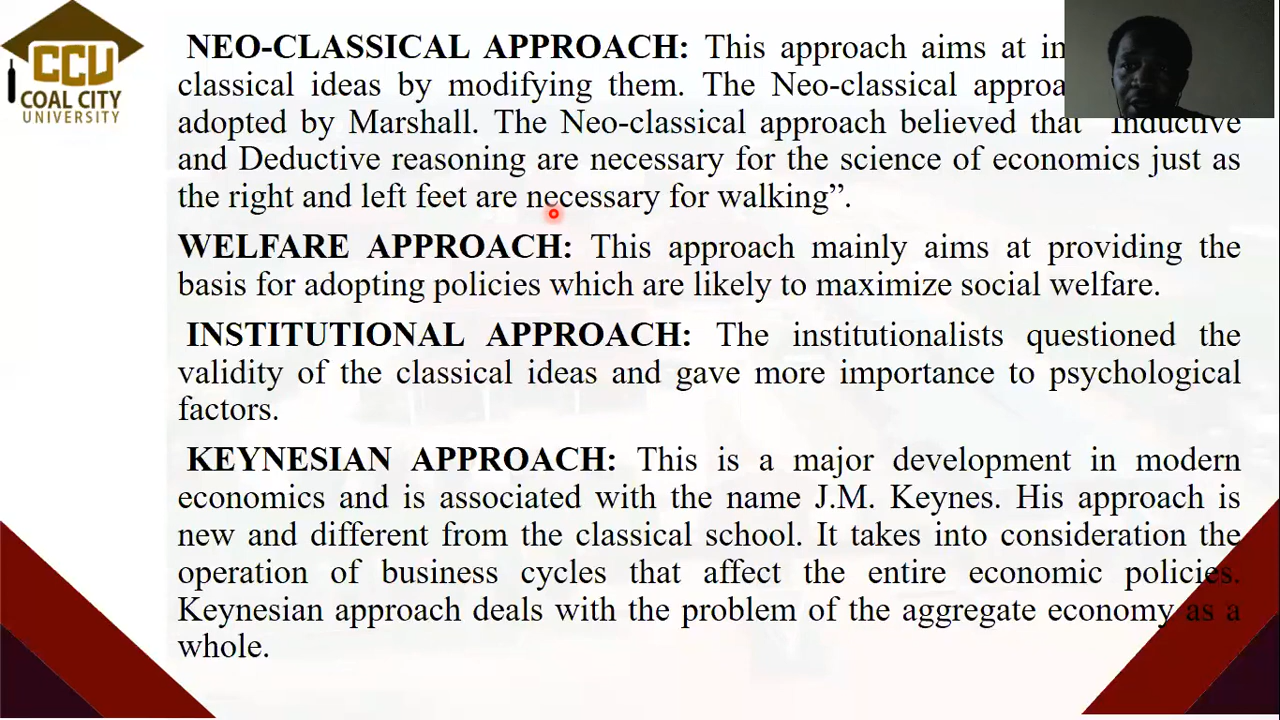 CCU
COAL CITY
UNIVERSITY
NEO-CLASSICAL APPROACH: This approach aims at
classical ideas by modifying them. The Neo-classical
adopted by Marshall. The Neo-classical approach believed that "Inductive
and Deductive reasoning are necessary for the science of economics just as
the right and left feet are necessary for walking”.
WELFARE APPROACH: This approach mainly aims at providing the
basis for adopting policies which are likely to maximize social welfare.
INSTITUTIONAL APPROACH: The institutionalists questioned the
validity of the classical ideas and gave more importance to psychological
factors.
KEYNESIAN APPROACH: This is a major development in modern
economics and is associated with the name J.M. Keynes. His approach is
new and different from the classical school. It takes into consideration the
operation of business cycles that affect the entire economic policies.
Keynesian approach deals with the problem of the aggregate economy as a
whole.